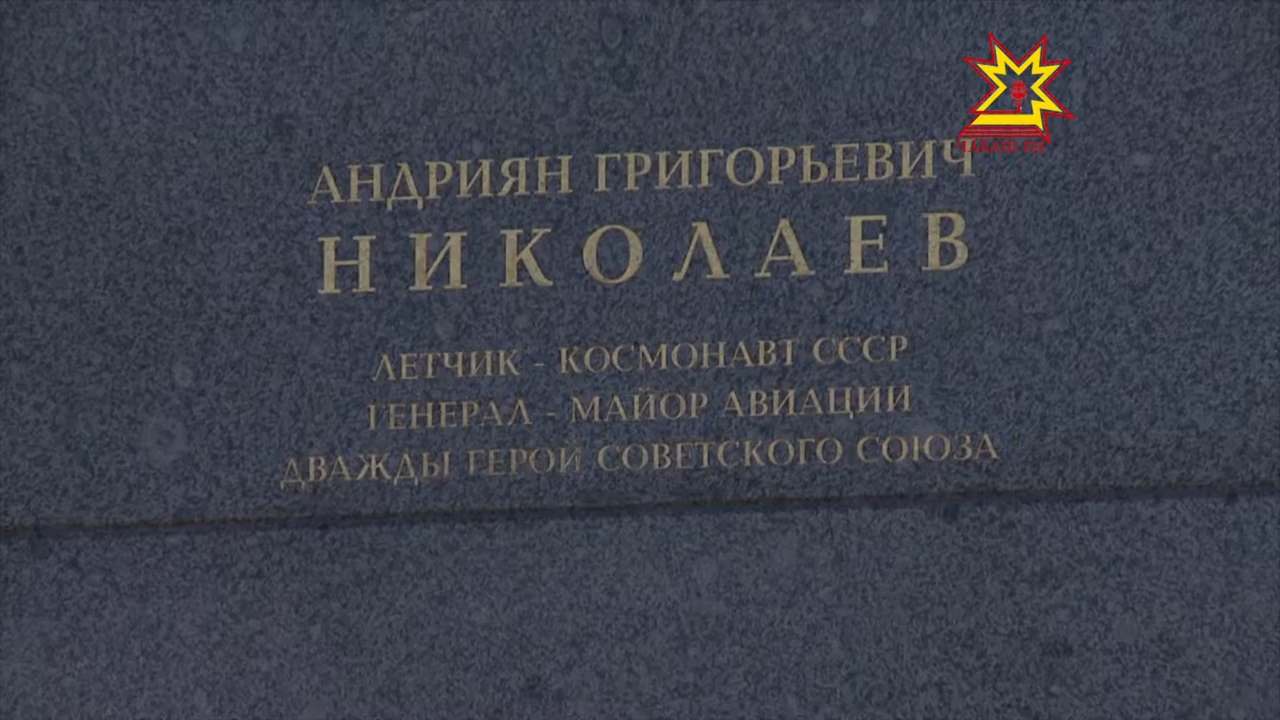 АНДРИЯН ГРИГОРЬЕВИЧ
НИКОЛАЕВ
ЛЕТЧИК - КОСМОНАВТ СССР
ГЕНЕРАЛ - МАЙОР АВИАЦИИ
ДВАЖДЫ ГЕРОЙ СОВЕТСКОГО СОЮЗА